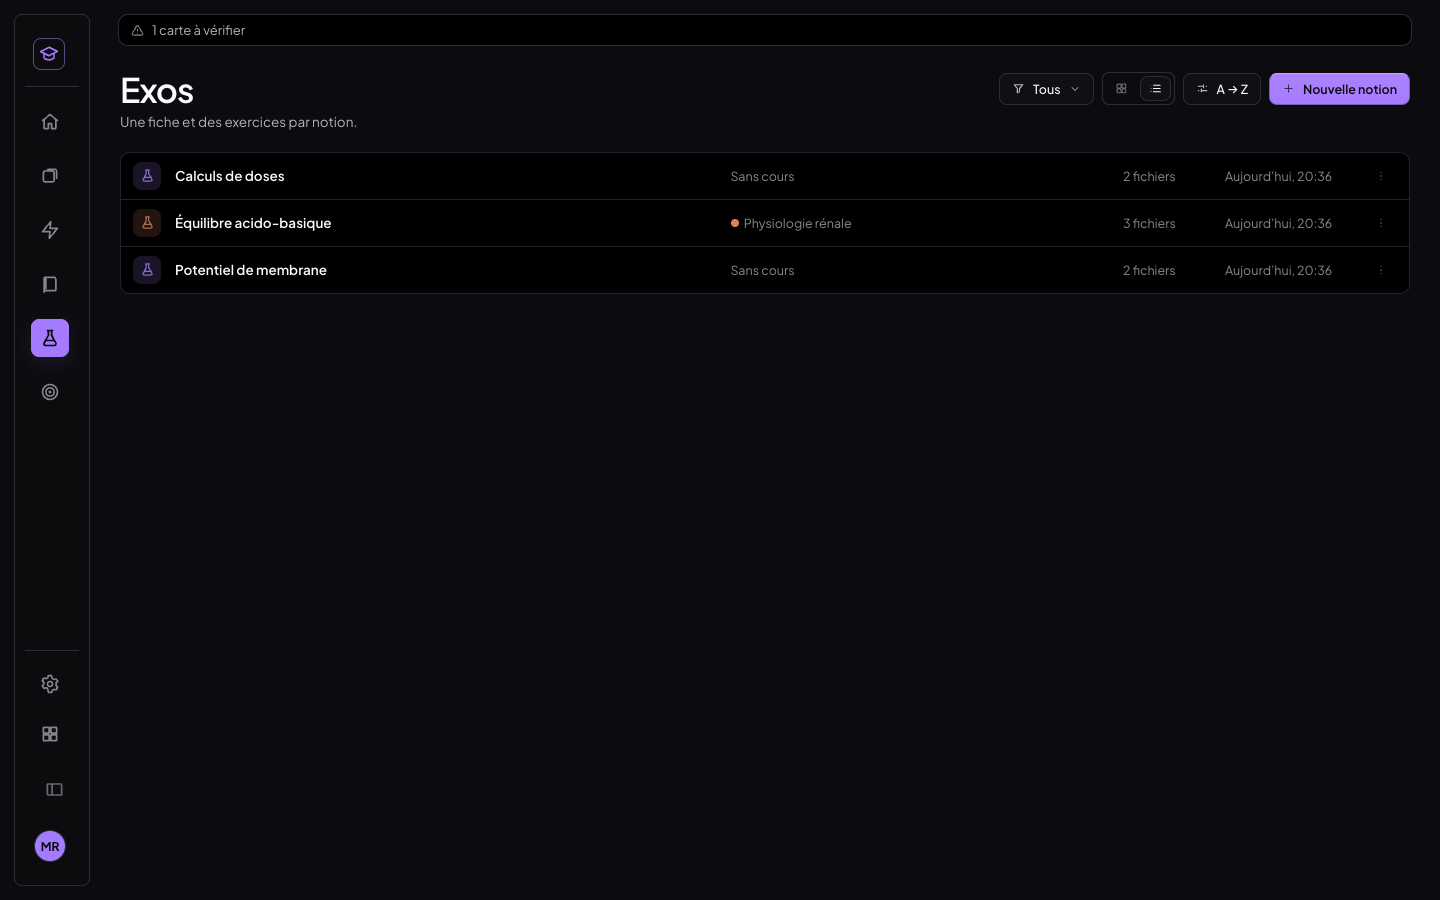 1 carte à vérifier
Exos
Une fiche et des exercices par notion.
Tous
A → Z
Nouvelle notion
Calculs de doses Sans cours 2 fichiers Aujourd'hui, 20:36
Équilibre acido-basique Physiologie rénale 3 fichiers Aujourd'hui, 20:36
Potentiel de membrane Sans cours 2 fichiers Aujourd'hui, 20:36
MR